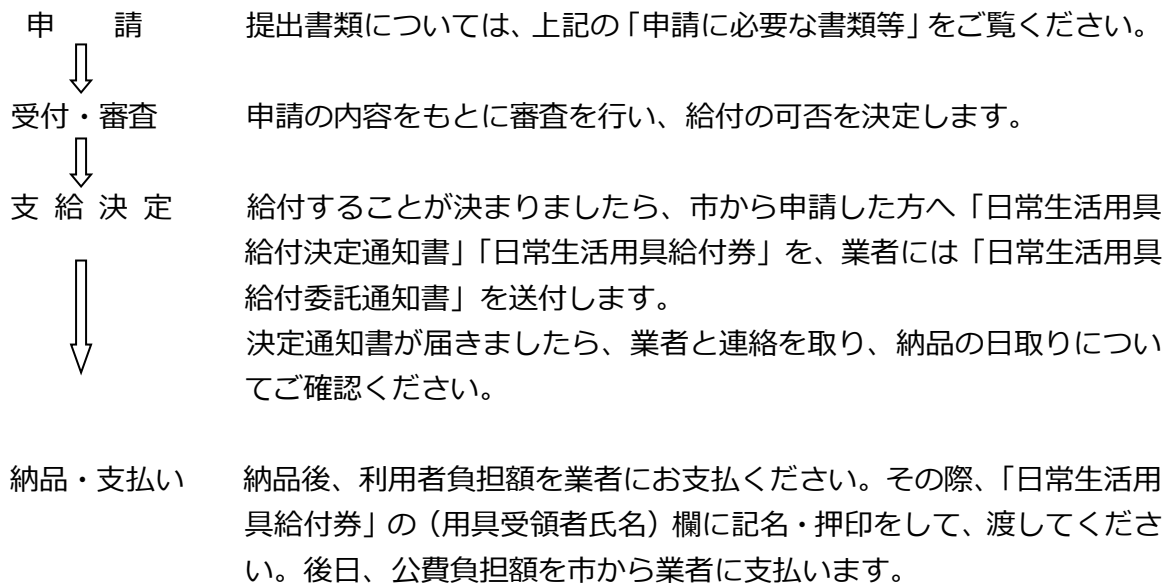 申　請　提出書類については、上記の「申請に必要な書類等」をご覧ください。
受付・審査　申請の内容をもとに審査を行い、給付の可否を決定します。
支給決定　給付することが決まりましたら、市から申請した方へ「日常生活用具
給付決定通知書」「日常生活用具給付券」を、業者には「日常生活用具
給付委託通知書」を送付します。
決定通知書が届きましたら、業者と連絡を取り、納品の日取りについ
てご確認ください。
納品・支払い　納品後、利用者負担額を業者にお支払ください。その際、「日常生活用
具給付券」の（用具受領者氏名）欄に記名・押印をして、渡してくださ
い。後日、公費負担額を市から業者に支払います。